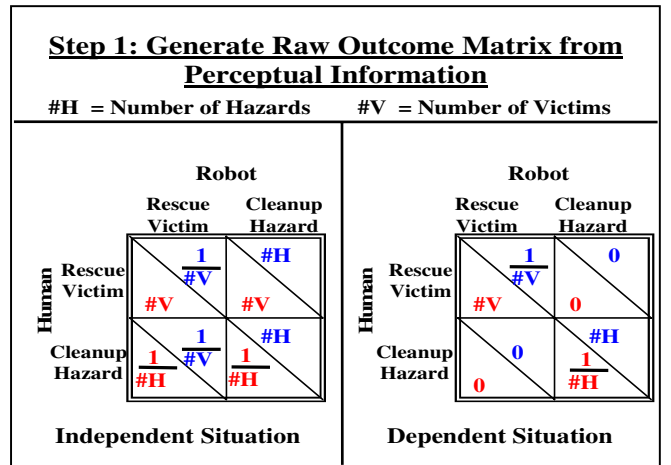 Step 1: Generate Raw Outcome Matrix from
Perceptual Information
#H = Number of Hazards #V = Number of Victims
Robot
Rescue Cleanup
Victim Hazard
Human
Rescue
Victim
1
#V
#V
#H
#V
Cleanup
Hazard
1
#V
1
#H
#H
1
#H
Independent Situation
Robot
Rescue Cleanup
Victim Hazard
Human
Rescue
Victim
1
#V
#V
0
0
Cleanup
Hazard
0
0
#H
1
#H
Dependent Situation